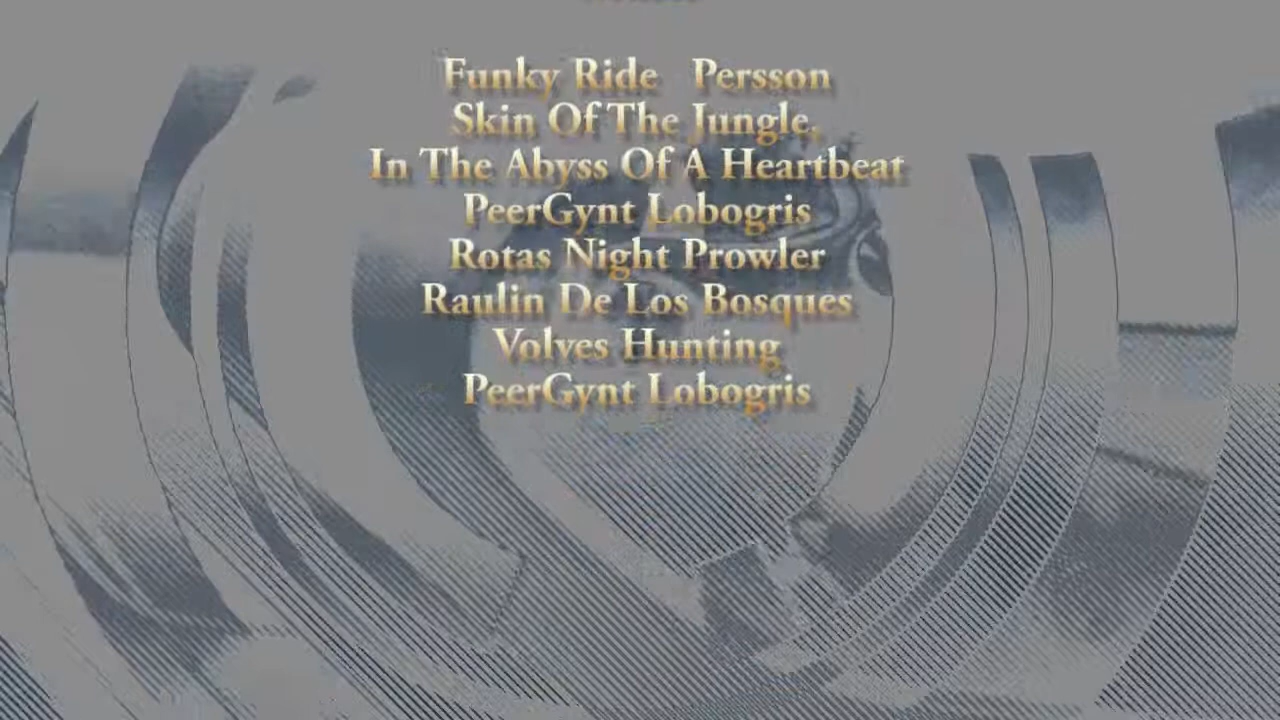 Funky Ride   Persson
Skin Of The Jungle,
In The Abyss Of A Heartbeat
PeerGynt Lobogris
Rotas Night Prowler
Raulin De Los Bosques
Volves Hunting
PeerGynt Lobogris